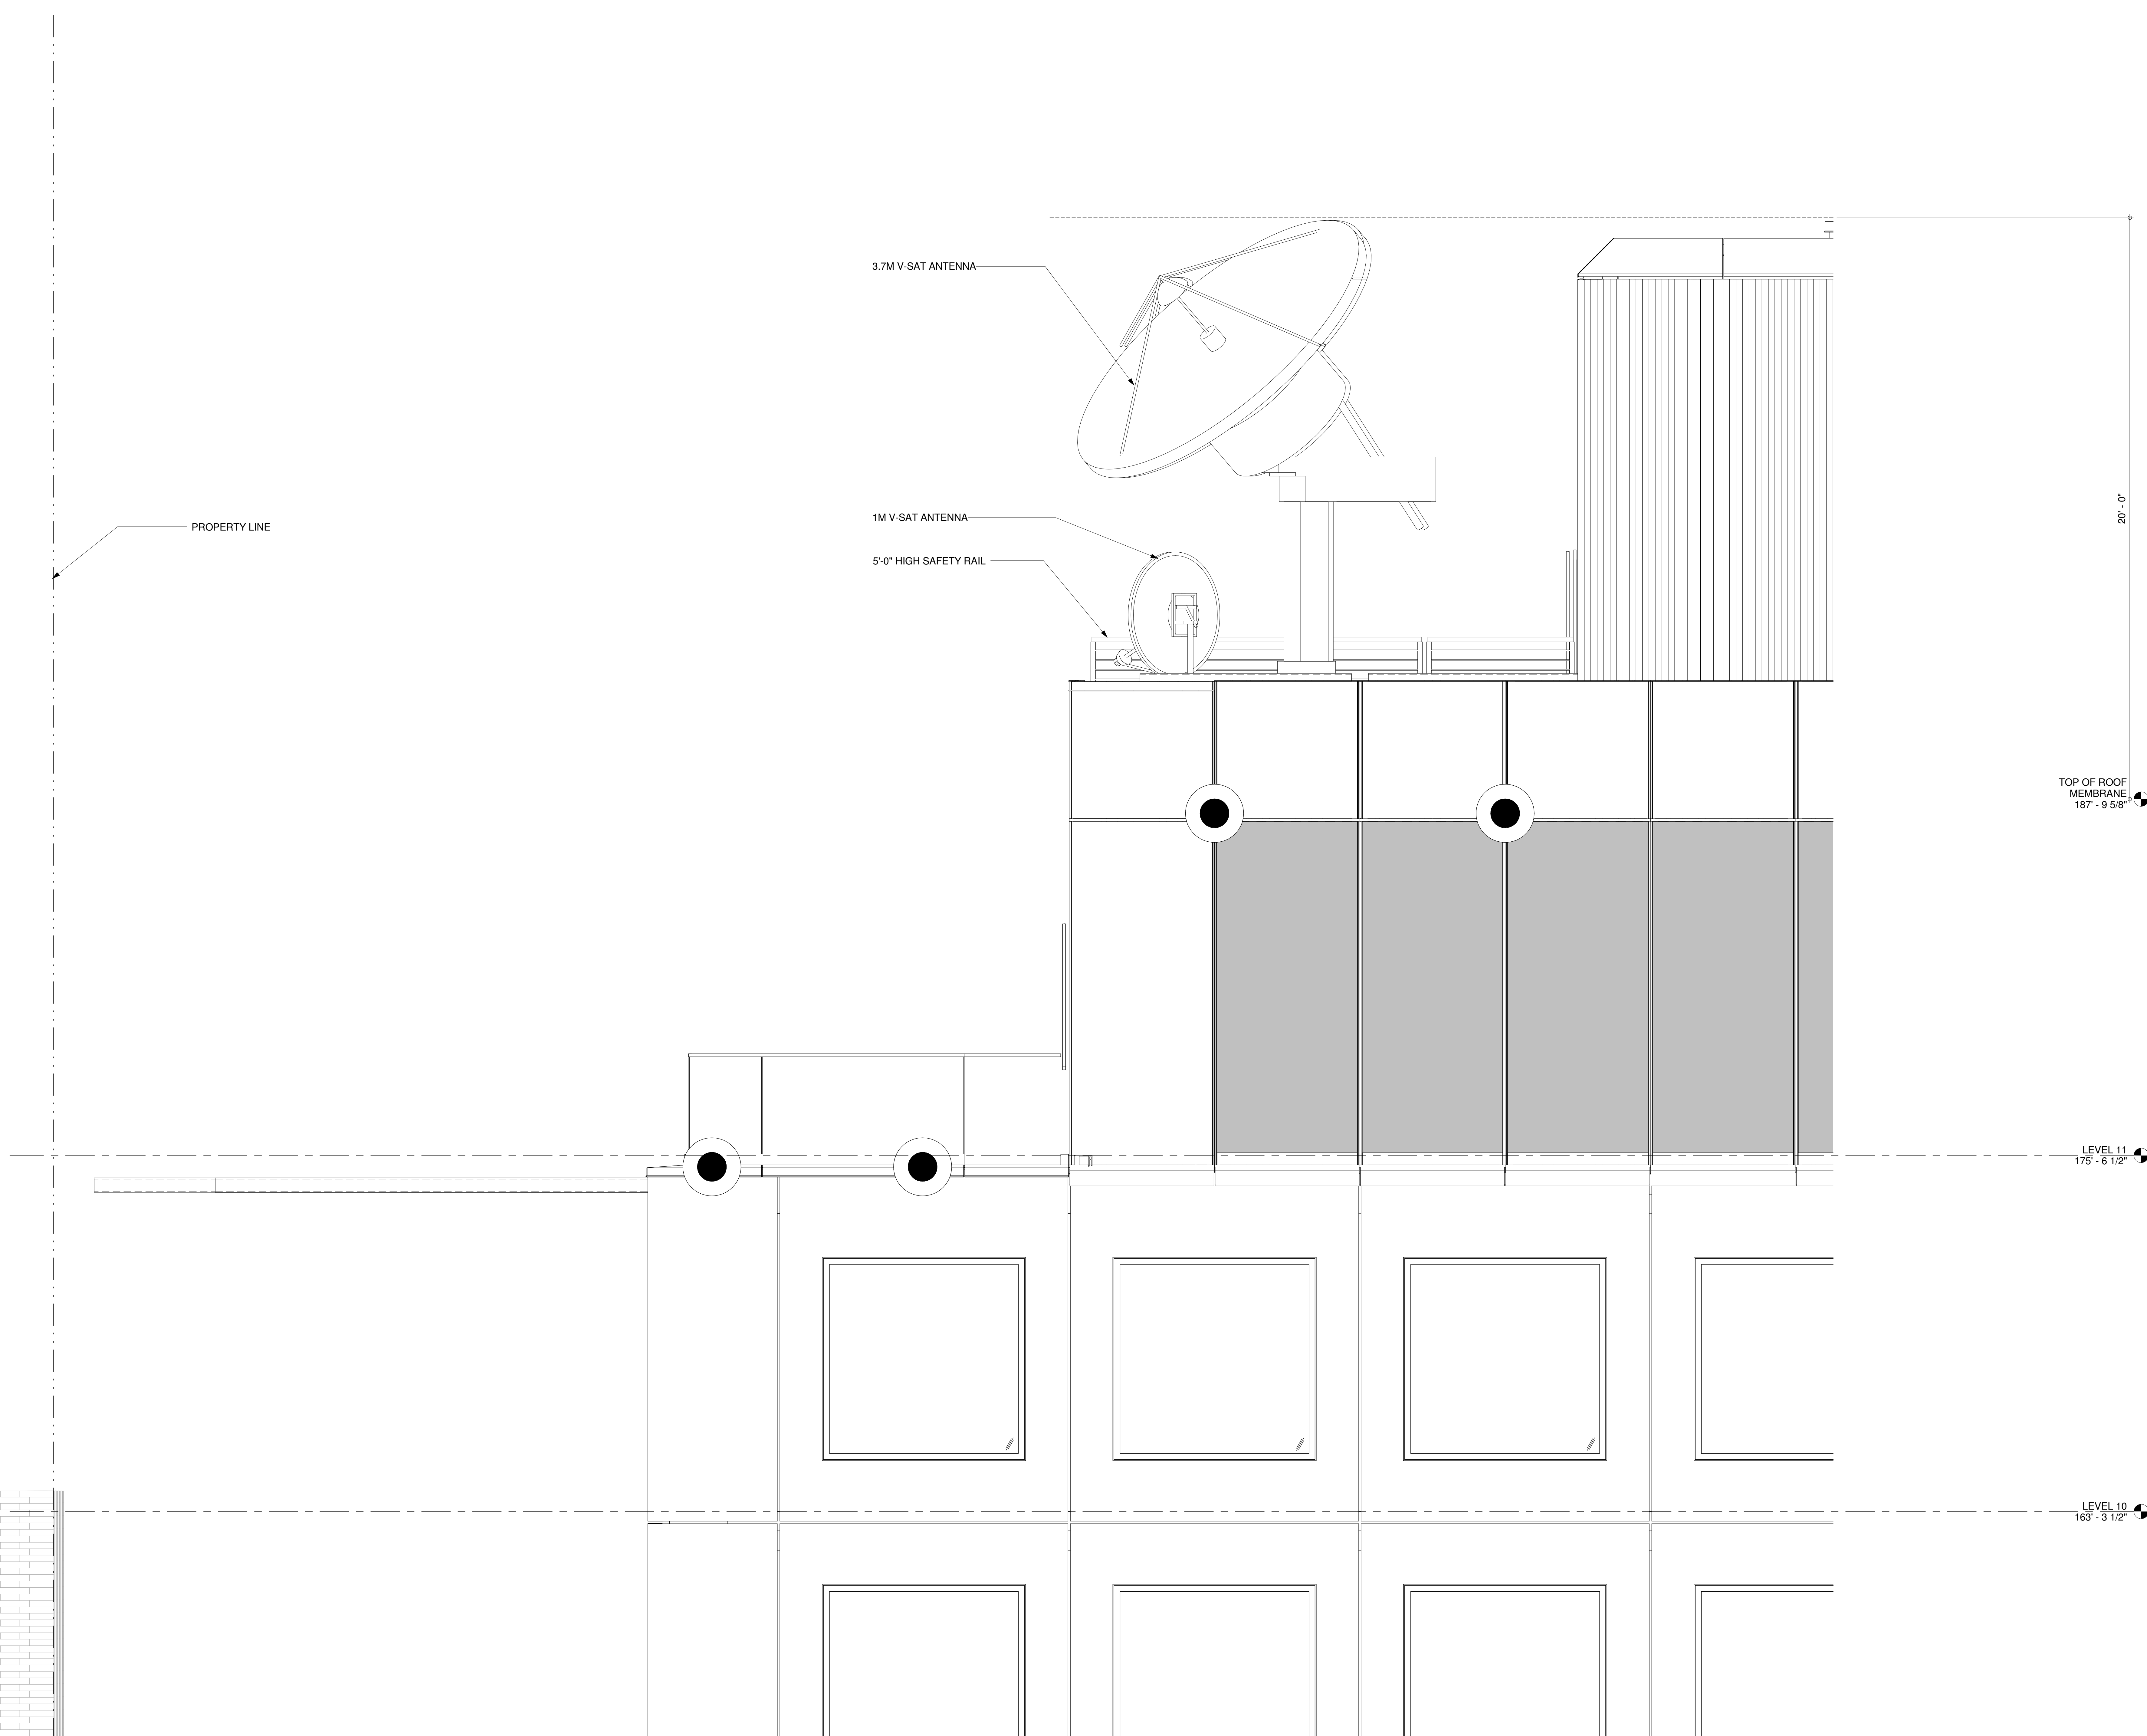 3.7M V-SAT ANTENNA
1M V-SAT ANTENNA
PROPERTY LINE
5'-0" HIGH SAFETY RAIL
20' - 0"
TOP OF ROOF
MEMBRANE
187' - 9 5/8"
LEVEL 11
175' - 6 1/2"
LEVEL 10
163' - 3 1/2"